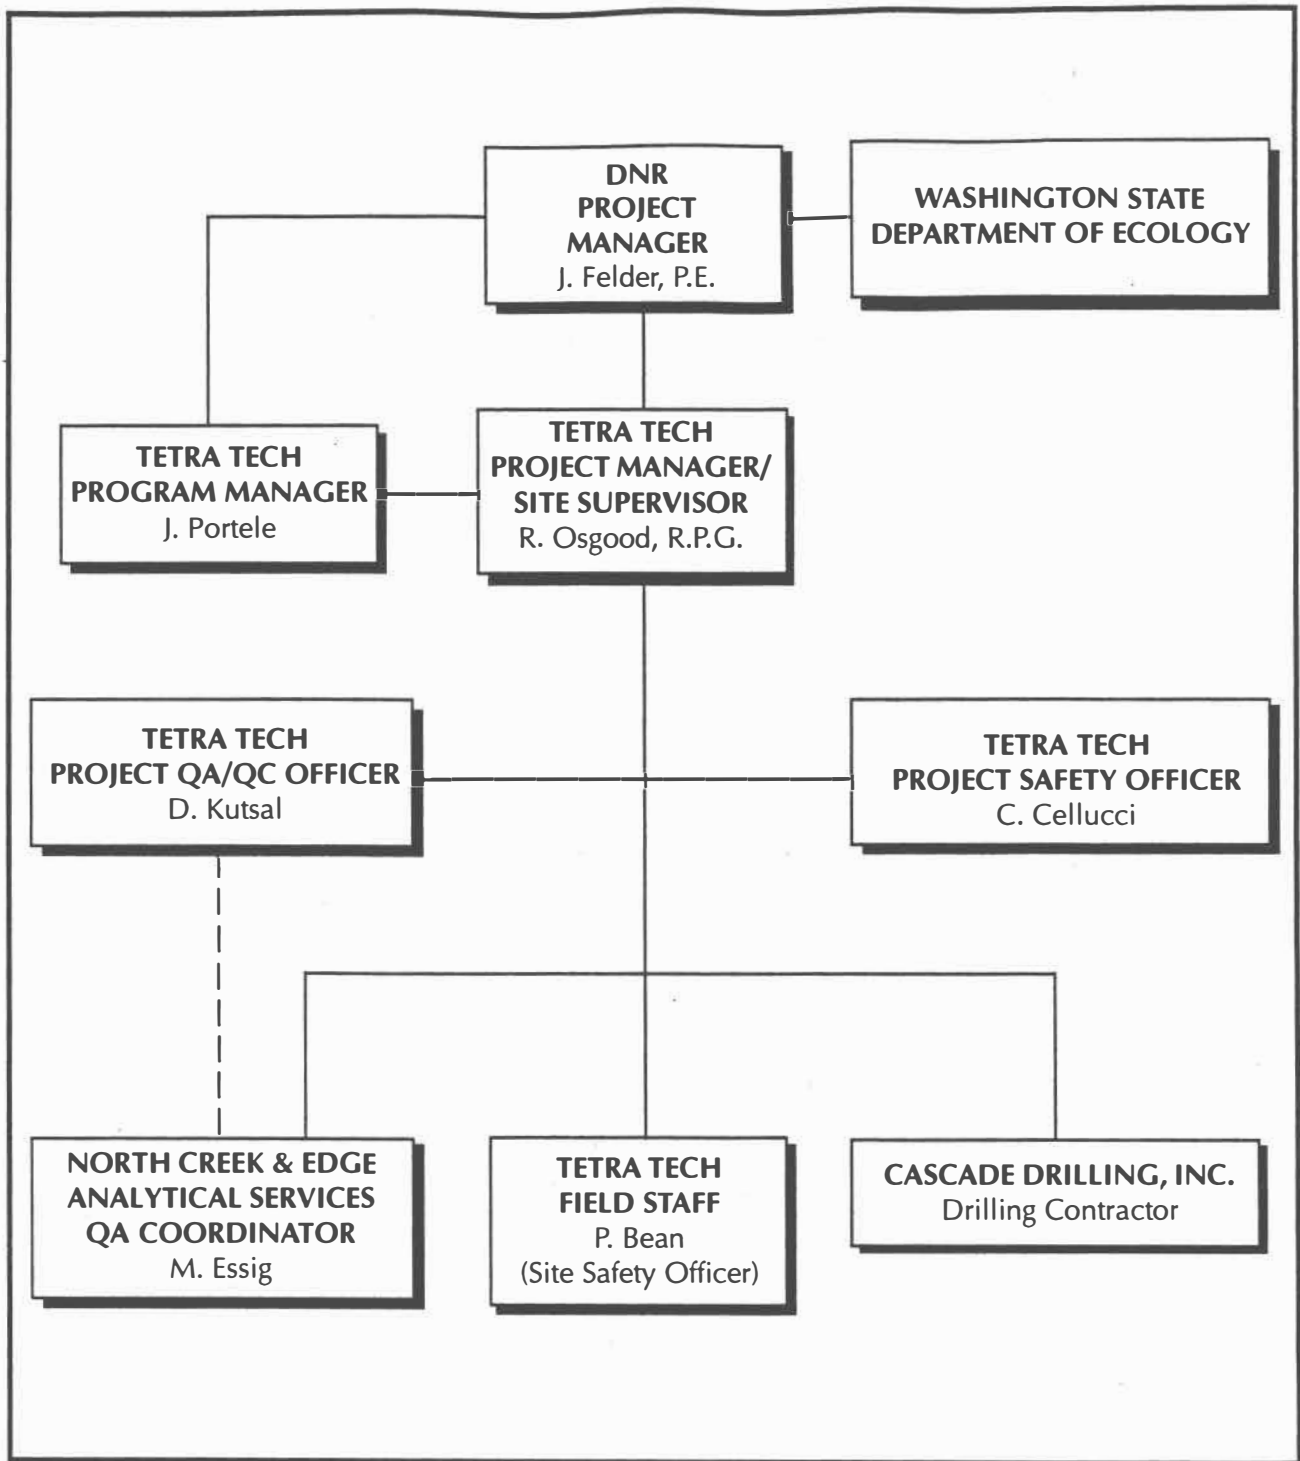 DNR
PROJECT
MANAGER
J. Felder, P.E.
WASHINGTON STATE
DEPARTMENT OF ECOLOGY
TETRA TECH
PROGRAM MANAGER
J. Portele
TETRA TECH
PROJECT MANAGER/
SITE SUPERVISOR
R. Osgood, R.P.G.
TETRA TECH
PROJECT QA/QC OFFICER
D. Kutsal
TETRA TECH
PROJECT SAFETY OFFICER
C. Cellucci
NORTH CREEK & EDGE
ANALYTICAL SERVICES
QA COORDINATOR
M. Essig
TETRA TECH
FIELD STAFF
P. Bean
(Site Safety Officer)
CASCADE DRILLING, INC.
Drilling Contractor